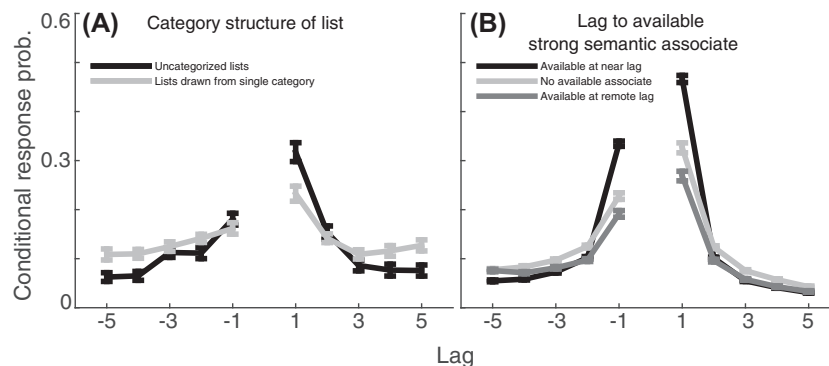 (A)
Category structure of list
Uncategorized lists
Lists drawn from single category
(B)
Lag to available
strong semantic associate
Available at near lag
No available associate
Available at remote lag
Conditional response prob.
0.6
0.3
0
-5 -3 -1 1 3 5
-5 -3 -1 1 3 5
Lag